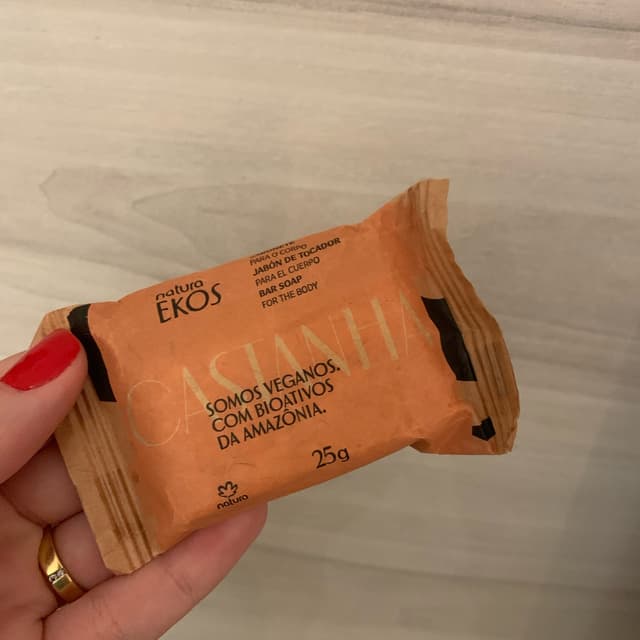 natura
EKOS
PARA O CORPO
JABÓN DE TOCADOR
PARA EL CUERPO
BAR SOAP
FOR THE BODY
CASTANHA
SOMOS VEGANOS.
COM BIOATIVOS
DA AMAZÔNIA.
25g
natura